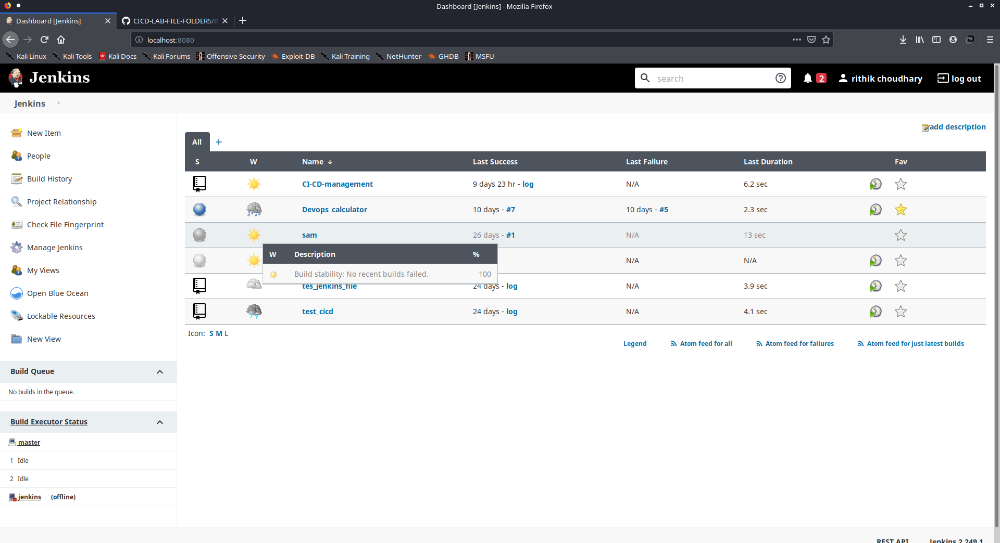 Dashboard [Jenkins] - Mozilla Firefox
Dashboard [Jenkins]
CICD-LAB-FILE-FOLDERS/R
localhost:8080
Kali Linux Kali Tools Kali Docs Kali Forums Offensive Security Exploit-DB Kali Training NetHunter GHDB MSFU
Jenkins
search
2
rithik choudhary
log out
Jenkins
New Item
People
Build History
Project Relationship
Check File Fingerprint
Manage Jenkins
My Views
Open Blue Ocean
Lockable Resources
New View
Build Queue
No builds in the queue.
Build Executor Status
master
1 Idle
2 Idle
jenkins (offline)
add description
All +
S W Name ↓ Last Success Last Failure Last Duration Fav
CI-CD-management 9 days 23 hr - log N/A 6.2 sec
Devops_calculator 10 days - #7 10 days - #5 2.3 sec
sam 26 days - #1 N/A 13 sec
W Description %
N/A N/A
Build stability: No recent builds failed. 100
tes_jenkins_file 24 days - log N/A 3.9 sec
test_cicd 24 days - log N/A 4.1 sec
Icon: S M L
Legend Atom feed for all Atom feed for failures Atom feed for just latest builds
REST API Jenkins 2.249.1